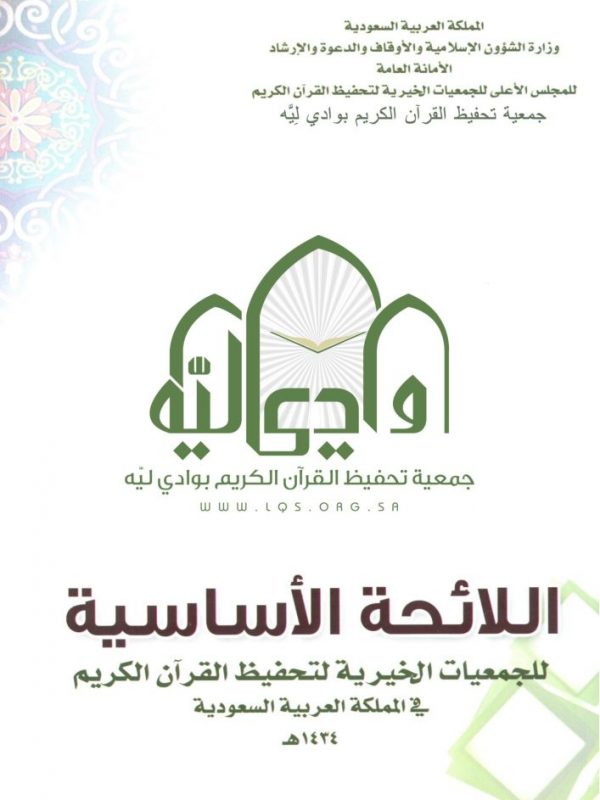 المملكة العربية السعودية
وزارة الشؤون الإسلامية والأوقاف والدعوة والإرشاد
الأمانة العامة
للمجلس الأعلى للجمعيات الخيرية لتحفيظ القرآن الكريم
جمعية تحفيظ القرآن الكريم بوادي لِيَّه
وادي ليّه
جمعية تحفيظ القرآن الكريم بوادي ليّه
WWW.LQS.ORG.SA
اللائحة الأساسية
للجمعيات الخيرية لتحفيظ القرآن الكريم
في المملكة العربية السعودية
١٤٣٤هـ